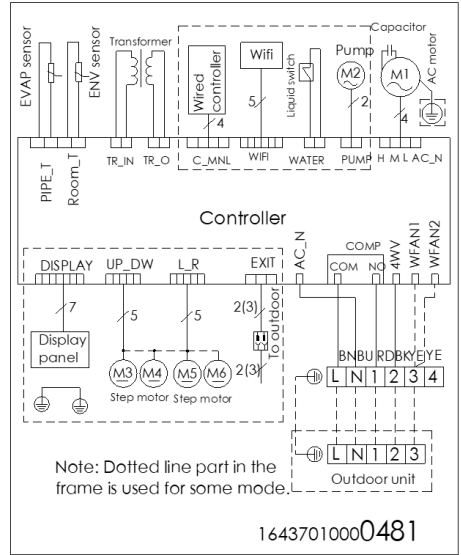 Capacitor
Transformer
Wifi
Pump
EVAP sensor
ENV sensor
Wired controller
Liquid switch
M2
M1
AC motor
4
5
2
4
TR_IN
TR_O
C_MNL
WIFI
WATER
PUMP
H M L AC_N
PIPE_T
Room_T
Controller
AC_N
COMP
4WV
WFAN1
WFAN2
DISPLAY
UP_DW
L_R
EXIT
COM
NO
7
5
5
2(3)
To outdoor
Display
panel
M3
M4
M5
M6
2(3)
Step motor
Step motor
BN
BU
RD
BK
YE
YE
L N 1 2 3 4
L N 1 2 3
Outdoor unit
Note: Dotted line part in the
frame is used for some mode.
16437010000481